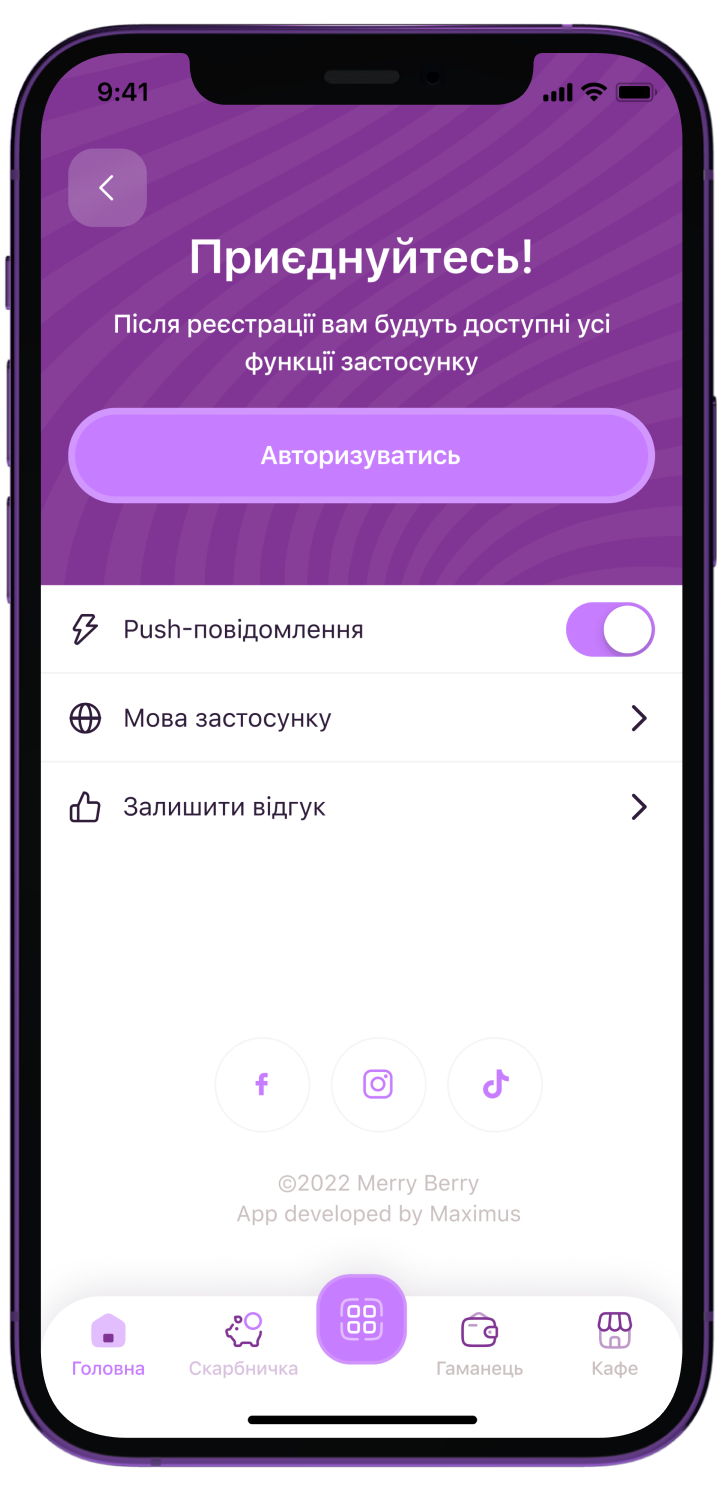 9:41
Приєднуйтесь!
Після реєстрації вам будуть доступні усі
функції застосунку
Авторизуватись
Push-повідомлення
Мова застосунку
Залишити відгук
©2022 Merry Berry
App developed by Maximus
Головна
Скарбничка
Гаманець
Кафе